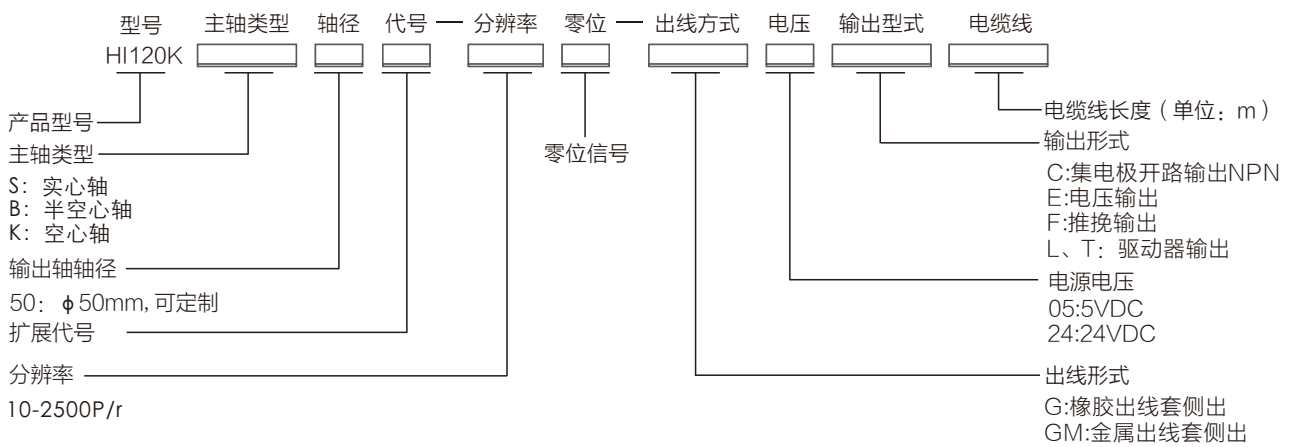 型号 主轴类型 轴径 代号 — 分辨率 零位 — 出线方式 电压 输出型式 电缆线
HI120K
产品型号
主轴类型
S: 实心轴
B: 半空心轴
K: 空心轴
输出轴轴径
50: ϕ50mm,可定制
扩展代号
分辨率
10-2500P/r
零位信号
电缆线长度(单位:m)
输出形式
C:集电极开路输出NPN
E:电压输出
F:推挽输出
L、T: 驱动器输出
电源电压
05:5VDC
24:24VDC
出线形式
G:橡胶出线套侧出
GM:金属出线套侧出